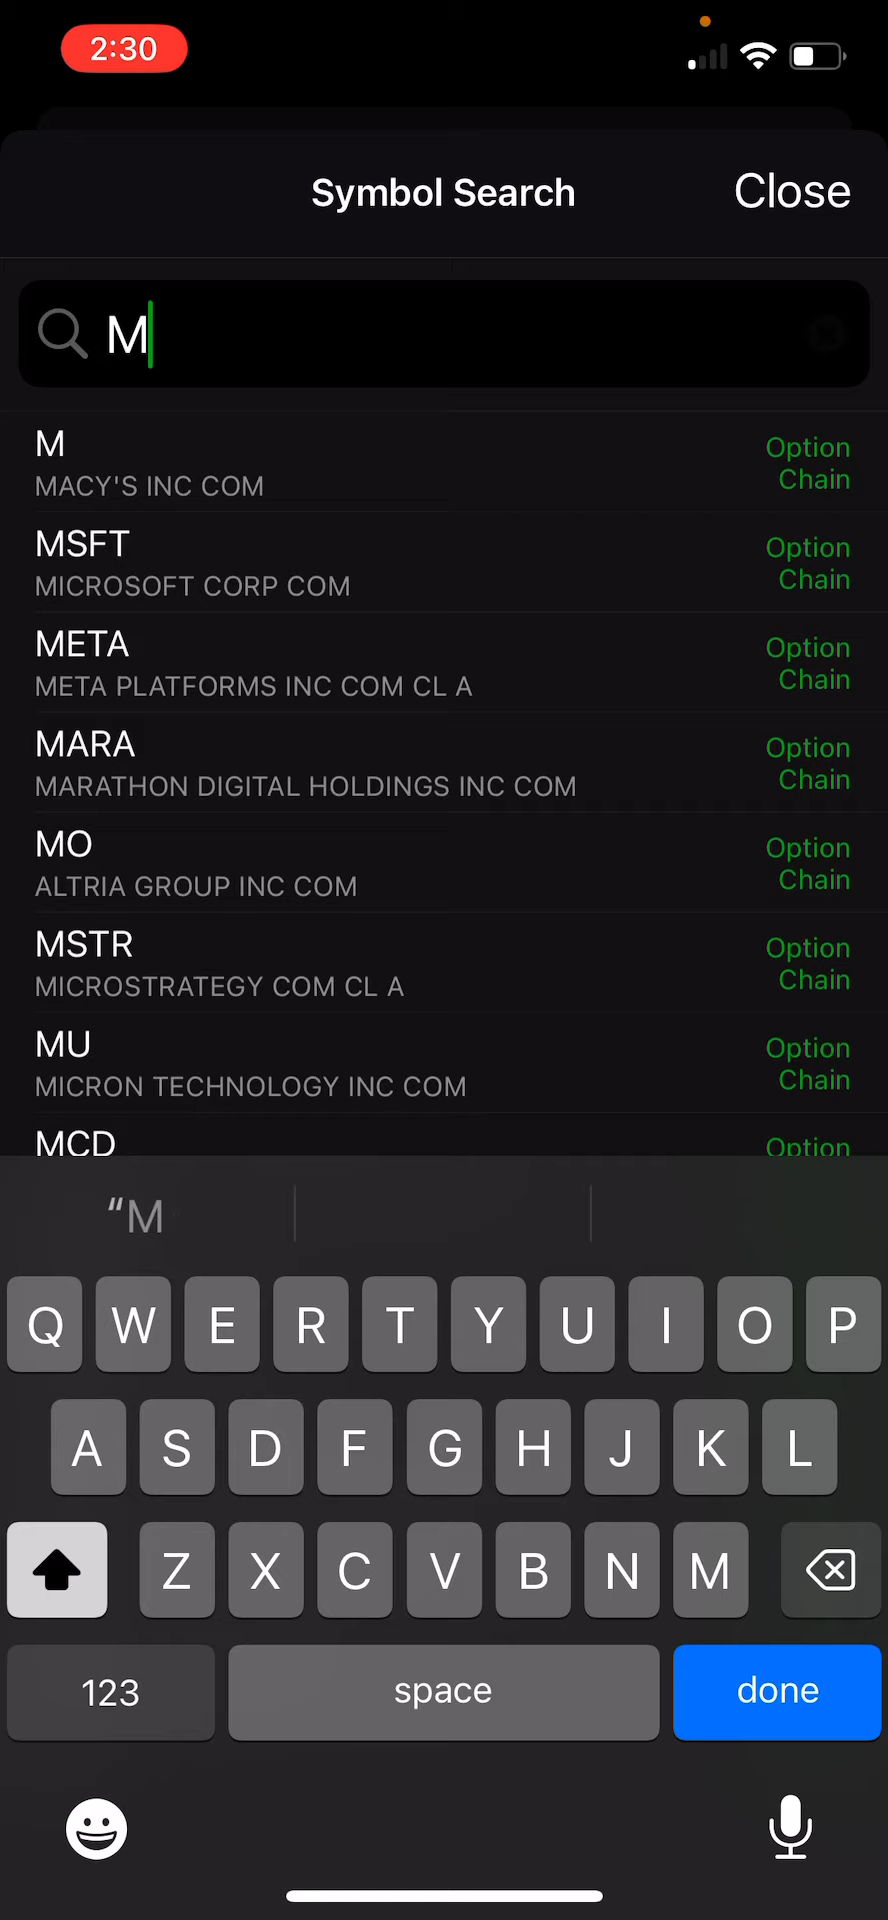 2:30
Symbol Search
Close
M
M
MACY'S INC COM
Option
Chain
MSFT
MICROSOFT CORP COM
Option
Chain
META
META PLATFORMS INC COM CL A
Option
Chain
MARA
MARATHON DIGITAL HOLDINGS INC COM
Option
Chain
MO
ALTRIA GROUP INC COM
Option
Chain
MSTR
MICROSTRATEGY COM CL A
Option
Chain
MU
MICRON TECHNOLOGY INC COM
Option
Chain
MCD
Option
“M
Q W E R T Y U I O P
A S D F G H J K L
Z X C V B N M
123 space done